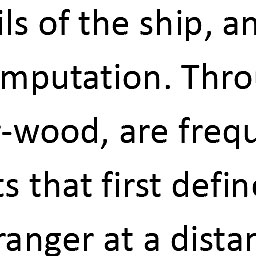 ils of the ship, an
mputation. Throu
-wood, are frequ
ts that first define
ranger at a distan